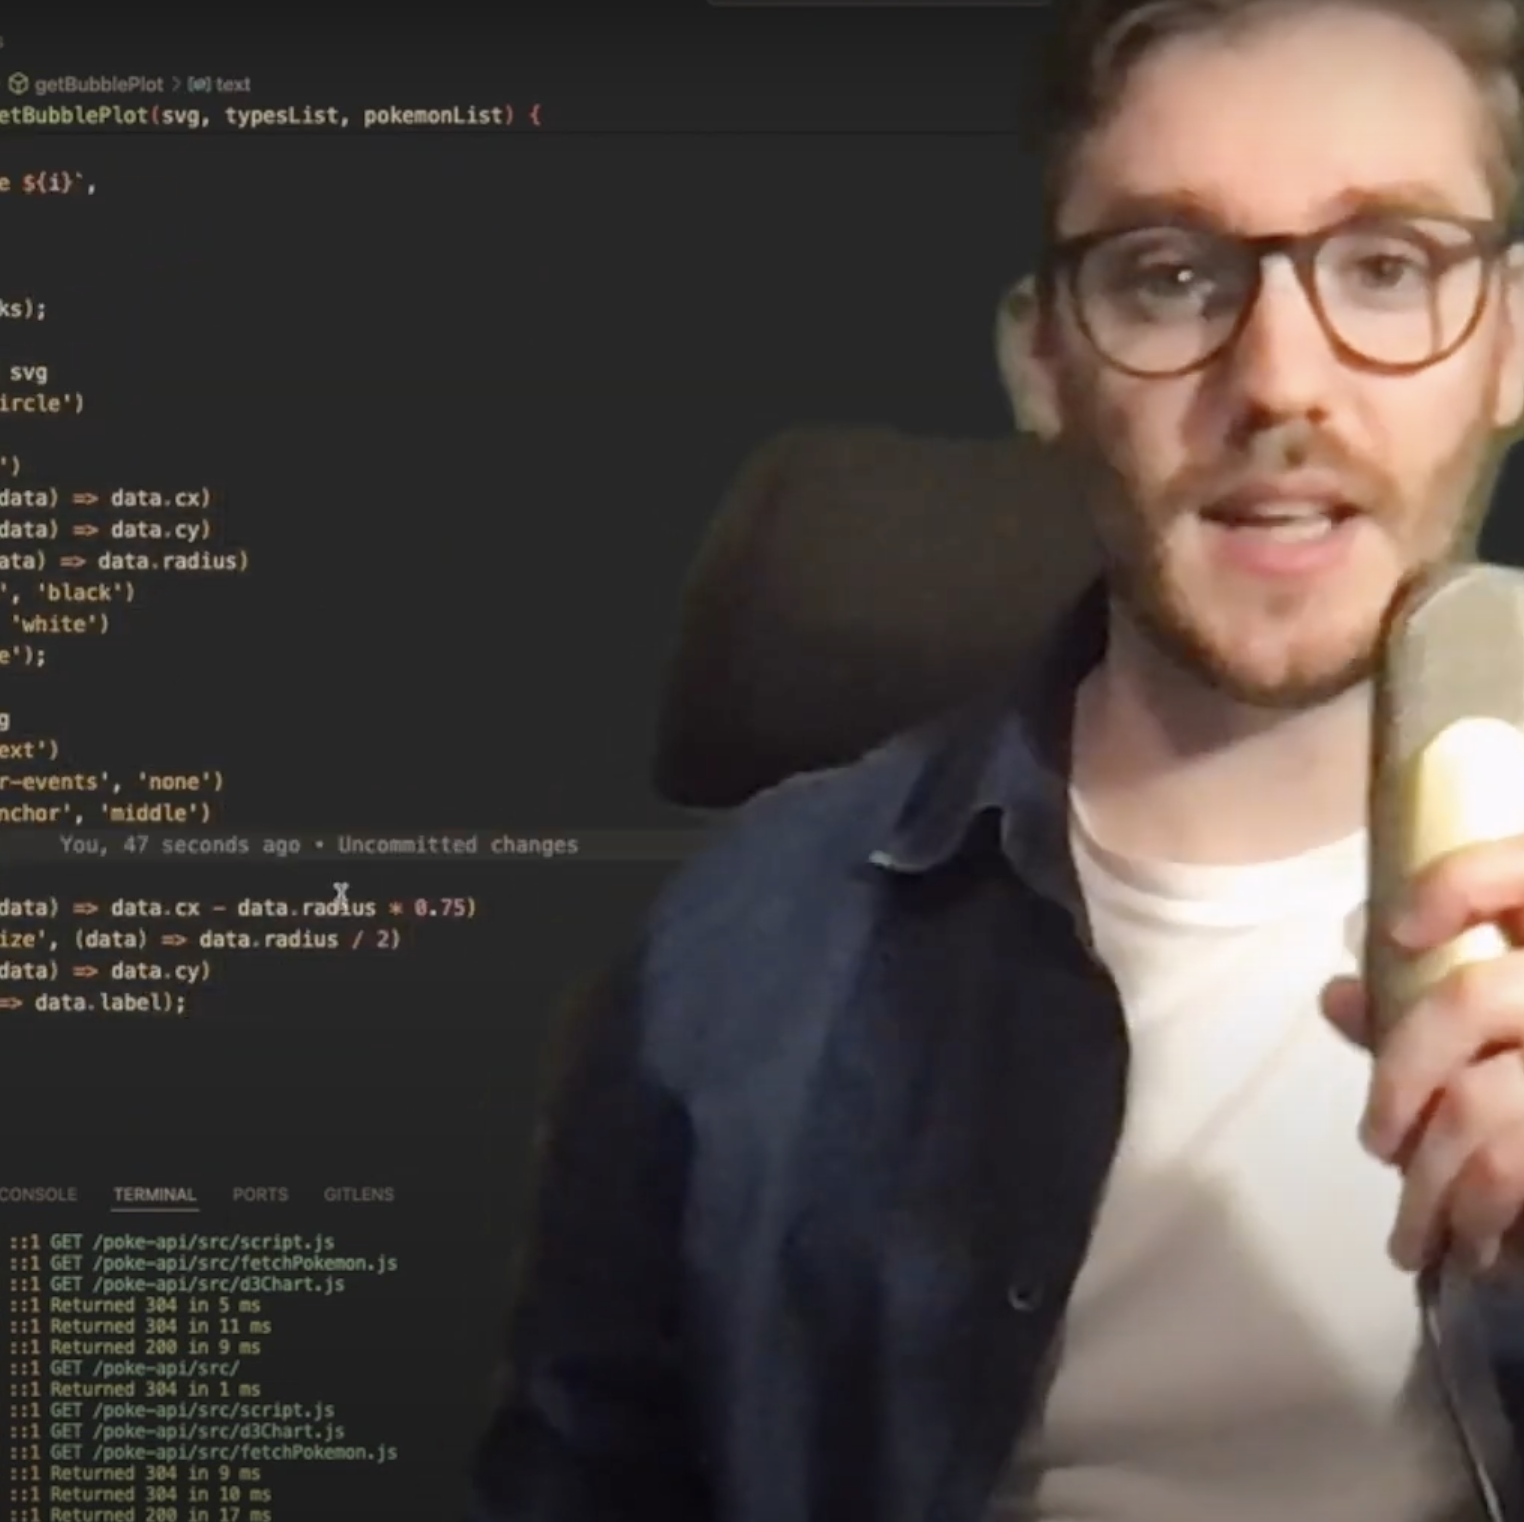 getBubblePlot > text
etBubblePlot(svg, typesList, pokemonList) {
e ${i}`,
ks);
svg
ircle')
')
data) => data.cx)
data) => data.cy)
ata) => data.radius)
', 'black')
'white')
e');
g
ext')
r-events', 'none')
nchor', 'middle')
You, 47 seconds ago • Uncommitted changes
data) => data.cx - data.radius * 0.75)
ize', (data) => data.radius / 2)
data) => data.cy)
=> data.label);
CONSOLE TERMINAL PORTS GITLENS
::1 GET /poke-api/src/script.js
::1 GET /poke-api/src/fetchPokemon.js
::1 GET /poke-api/src/d3Chart.js
::1 Returned 304 in 5 ms
::1 Returned 304 in 11 ms
::1 Returned 200 in 9 ms
::1 GET /poke-api/src/
::1 Returned 304 in 1 ms
::1 GET /poke-api/src/script.js
::1 GET /poke-api/src/d3Chart.js
::1 GET /poke-api/src/fetchPokemon.js
::1 Returned 304 in 9 ms
::1 Returned 304 in 10 ms
::1 Returned 200 in 17 ms